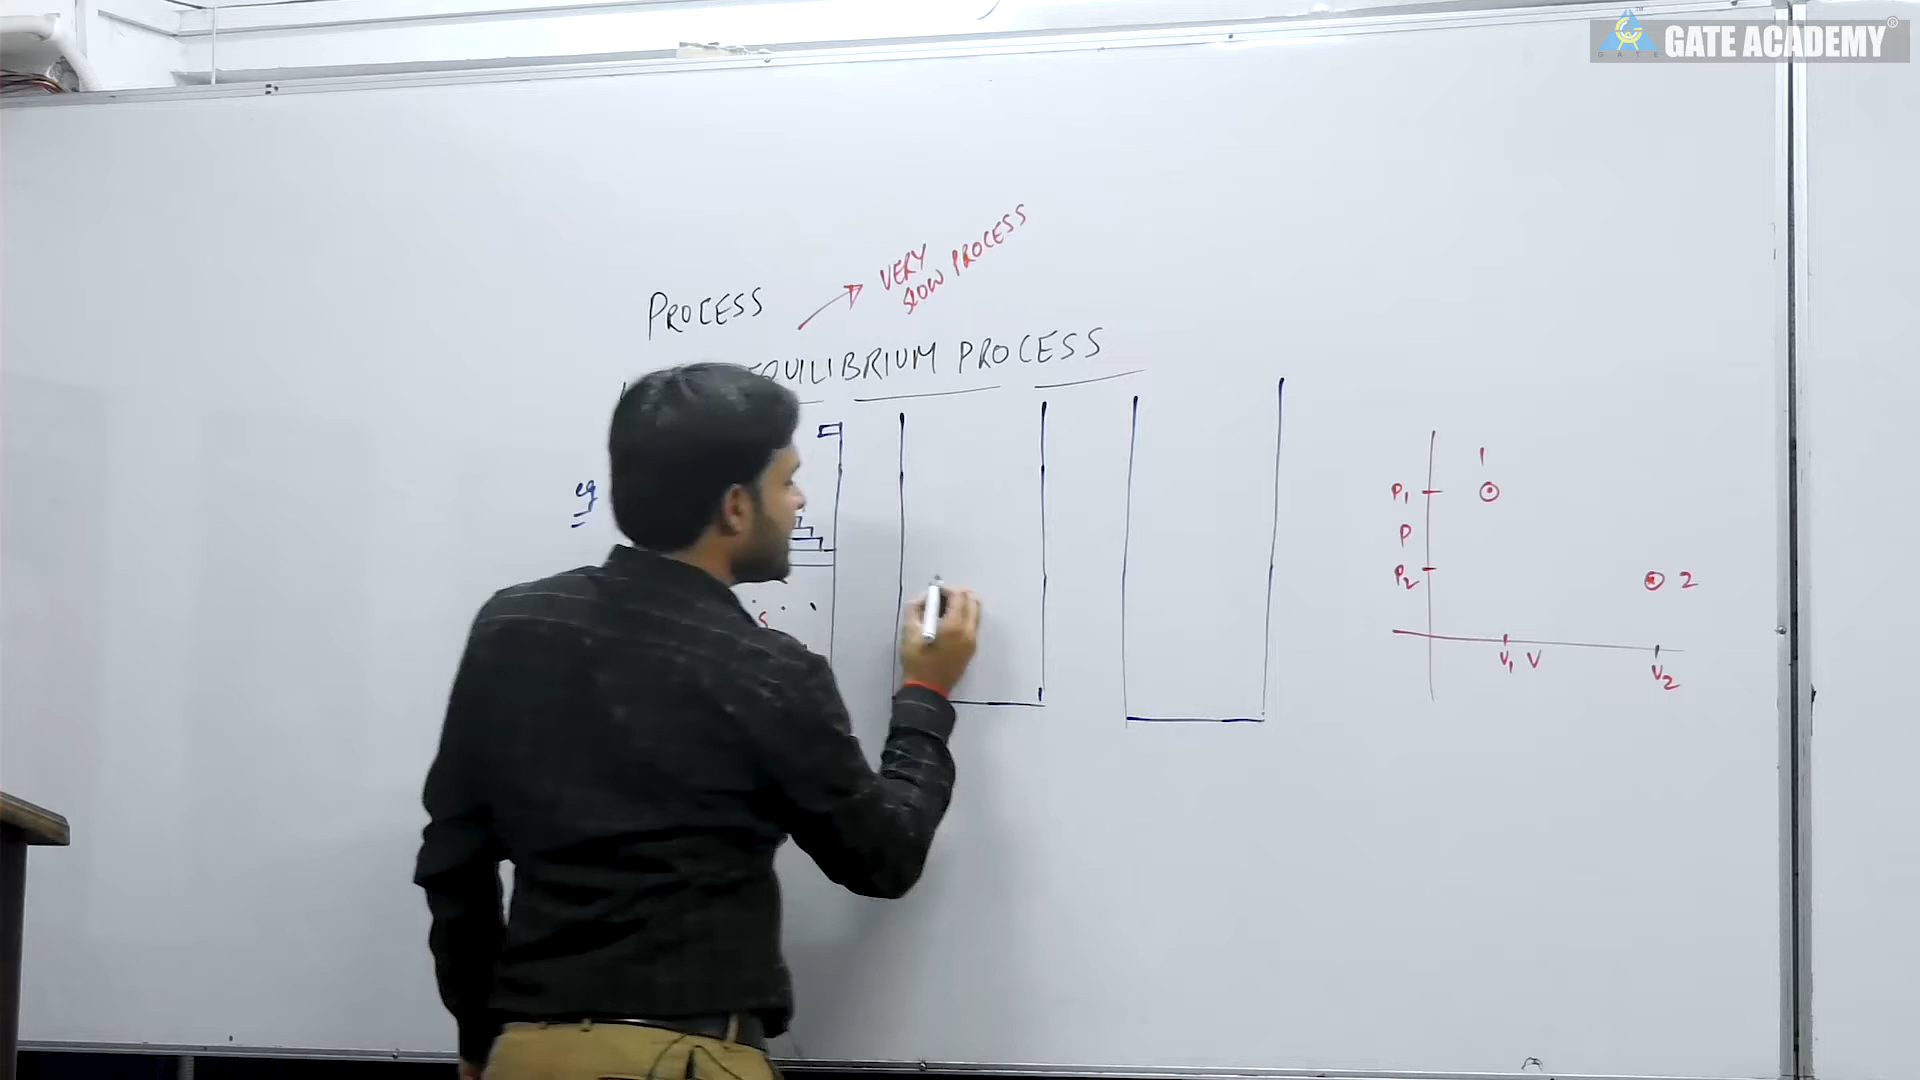 GATE ACADEMY
VERY
SLOW PROCESS
PROCESS
EQUILIBRIUM PROCESS
eg
1
P1
P
P2
2
V1 V
V2